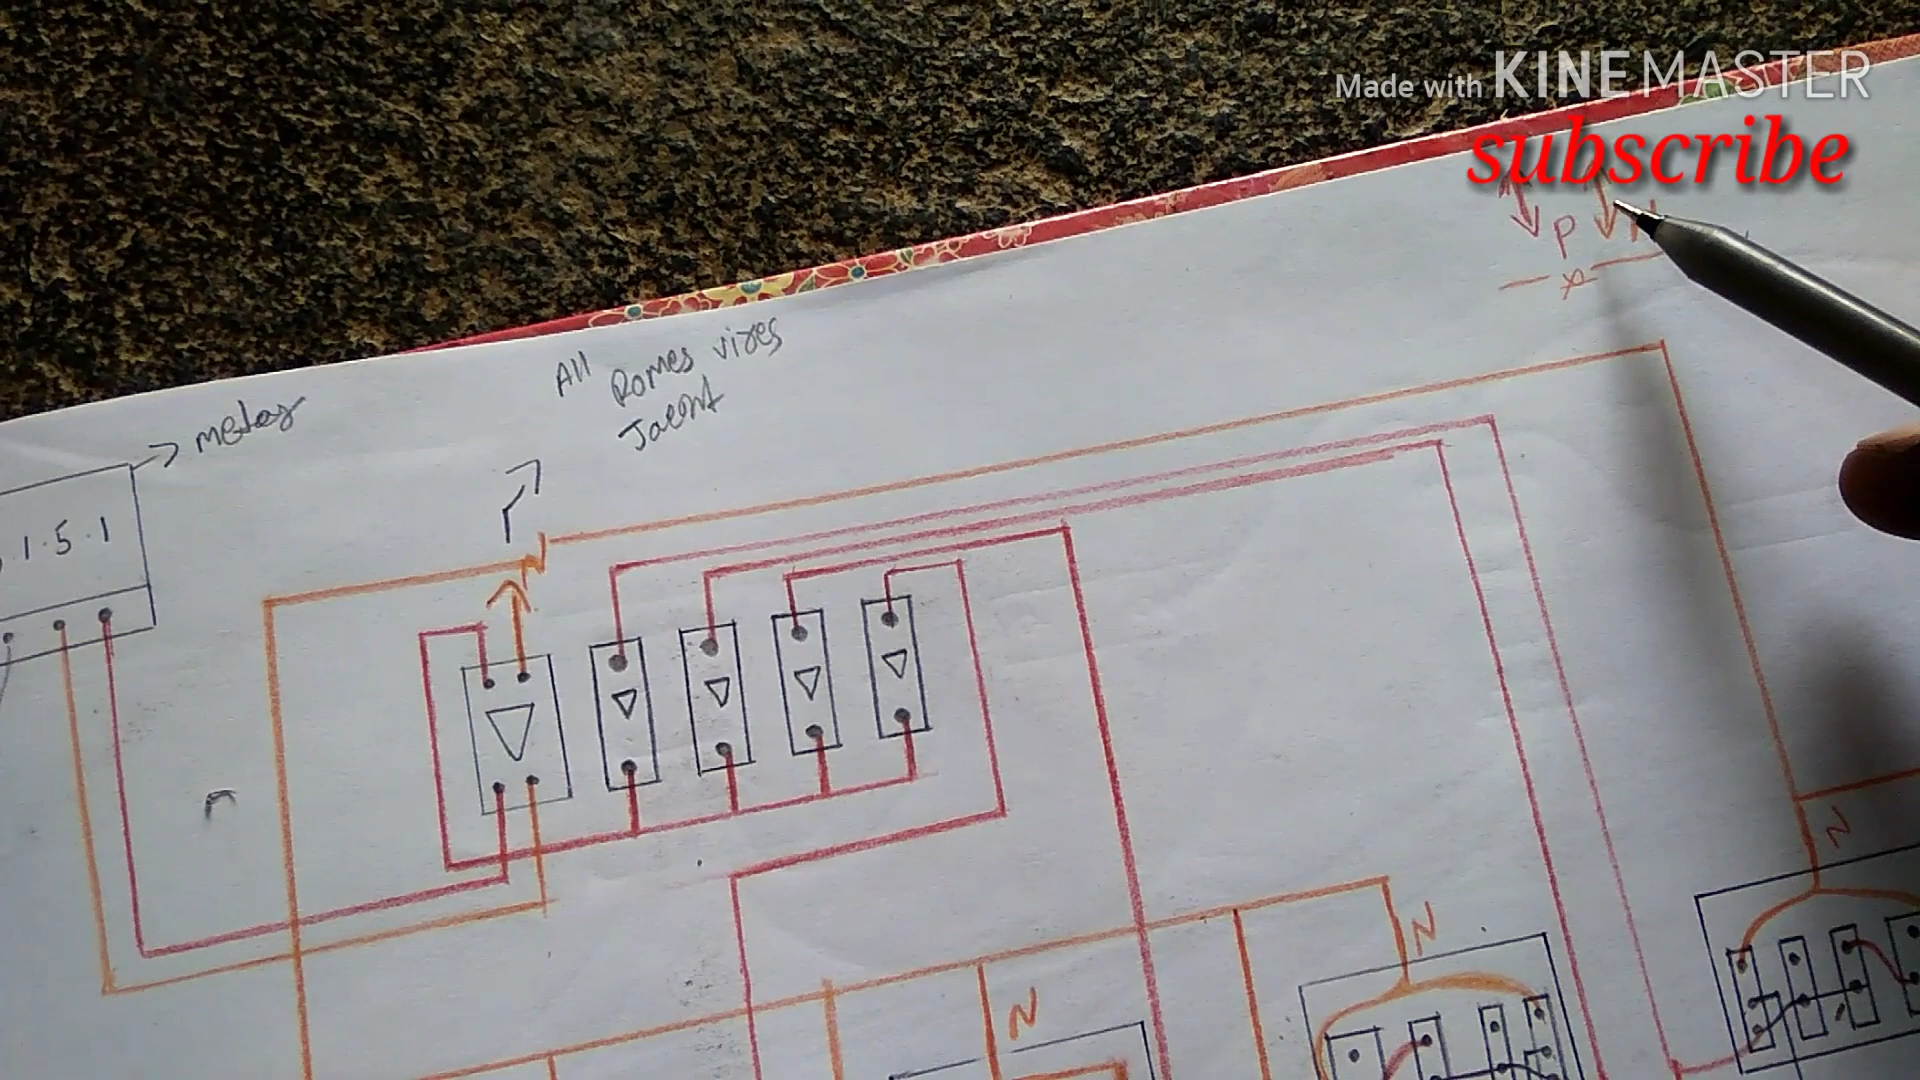 Made with KINEMASTER
subscribe
P N
x
All
Romes vires
Jaent
→ meter
1.5.1
N
N
N
N